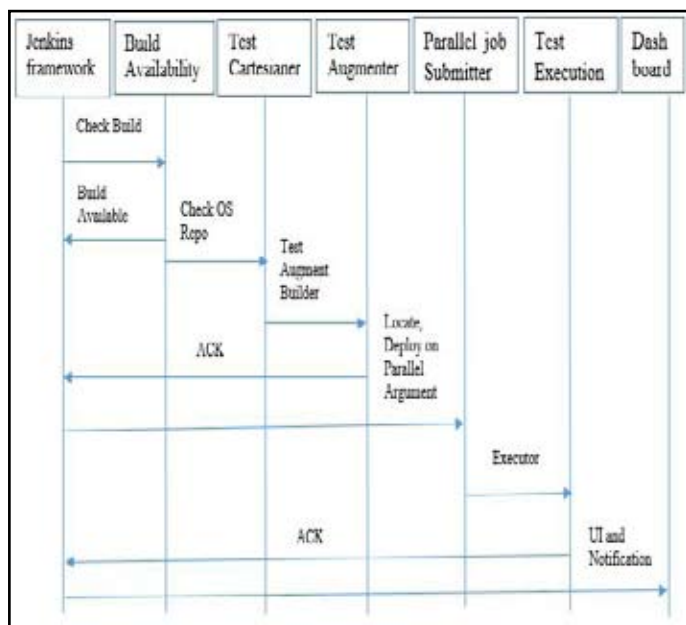 Jenkins
framework
Build
Availability
Test
Cartesianer
Test
Augmenter
Parallel job
Submitter
Test
Execution
Dash
board
Check Build
Build
Available
Check OS
Repo
Test
Augment
Builder
Locate,
Deploy on
Parallel
Argument
ACK
Executor
ACK
UI and
Notification